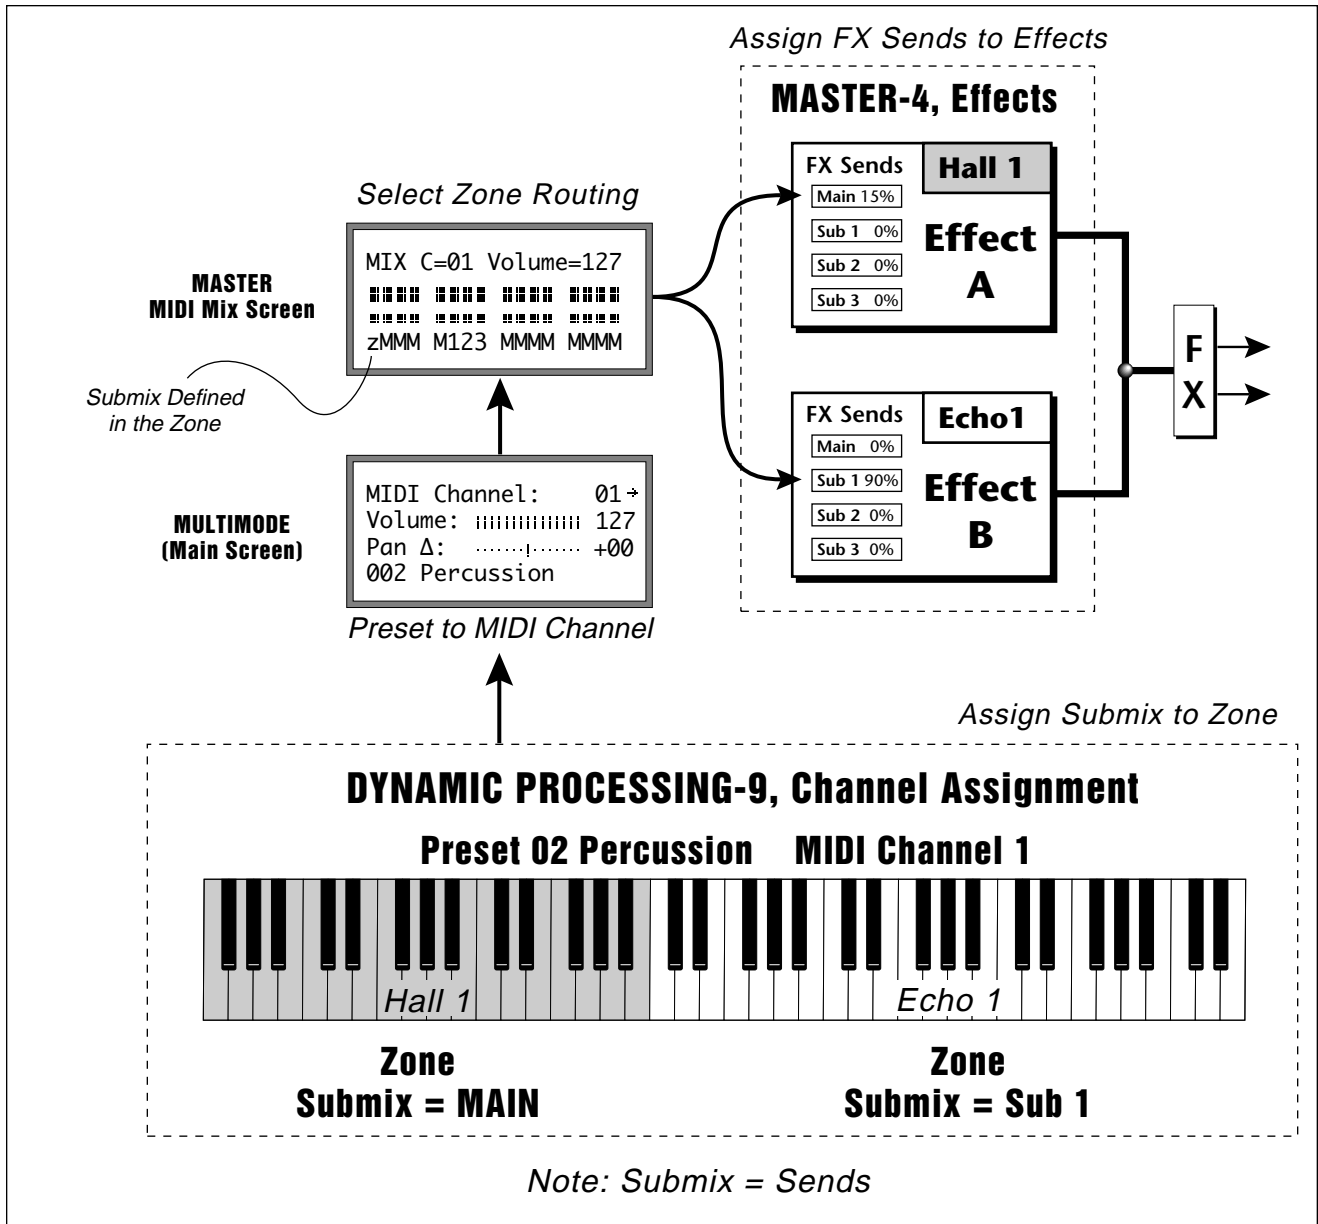 Assign FX Sends to Effects
MASTER-4, Effects
FX Sends
Hall 1
Main 15%
Sub 1 0%
Sub 2 0%
Sub 3 0%
Effect
A
Select Zone Routing
MASTER
MIDI Mix Screen
MIX C=01 Volume=127
zMMM M123 MMMM MMMM
Submix Defined
in the Zone
F
X
FX Sends
Echo1
Main 0%
Sub 1 90%
Sub 2 0%
Sub 3 0%
Effect
B
MULTIMODE
(Main Screen)
MIDI Channel: 01→
Volume: 127
Pan Δ: +00
002 Percussion
Preset to MIDI Channel
Assign Submix to Zone
DYNAMIC PROCESSING-9, Channel Assignment
Preset 02 Percussion MIDI Channel 1
Hall 1
Echo 1
Zone
Submix = MAIN
Zone
Submix = Sub 1
Note: Submix = Sends